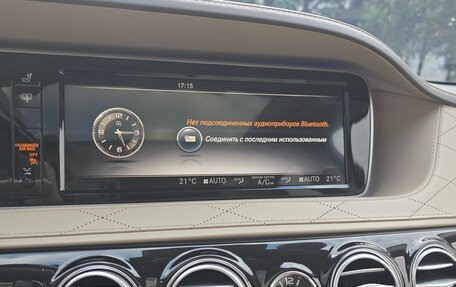 17:15
Нет подсоединенных аудиоприборов Bluetooth.
Соединить с последним использованным
PASSENGER
AIR BAG
OFF
21°C AUTO A/C AUTO 21°C